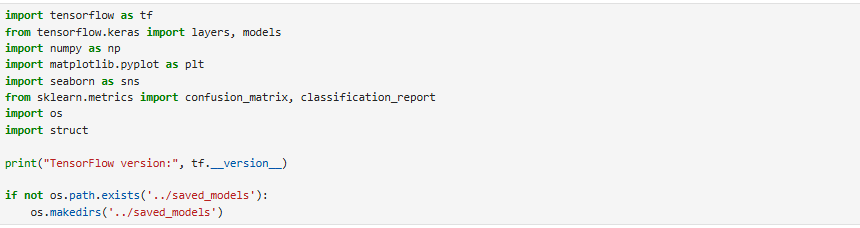 import tensorflow as tf
from tensorflow.keras import layers, models
import numpy as np
import matplotlib.pyplot as plt
import seaborn as sns
from sklearn.metrics import confusion_matrix, classification_report
import os
import struct

print("TensorFlow version:", tf.__version__)

if not os.path.exists('../saved_models'):
    os.makedirs('../saved_models')